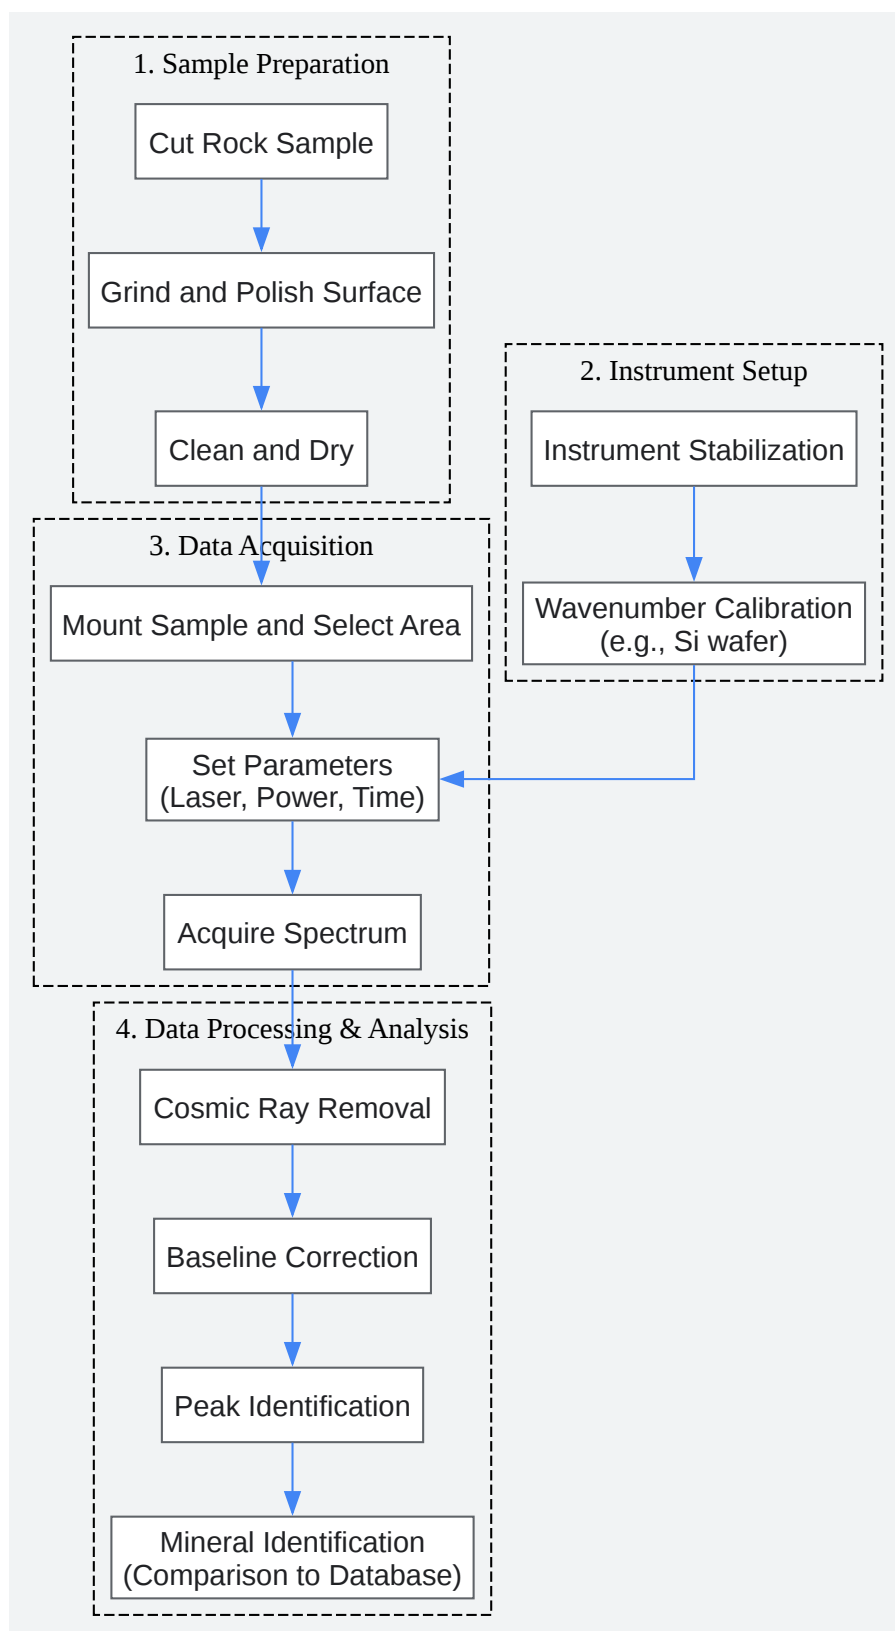 1. Sample Preparation
Cut Rock Sample
Grind and Polish Surface
Clean and Dry
2. Instrument Setup
Instrument Stabilization
Wavenumber Calibration
(e.g., Si wafer)
3. Data Acquisition
Mount Sample and Select Area
Set Parameters
(Laser, Power, Time)
Acquire Spectrum
4. Data Processing & Analysis
Cosmic Ray Removal
Baseline Correction
Peak Identification
Mineral Identification
(Comparison to Database)